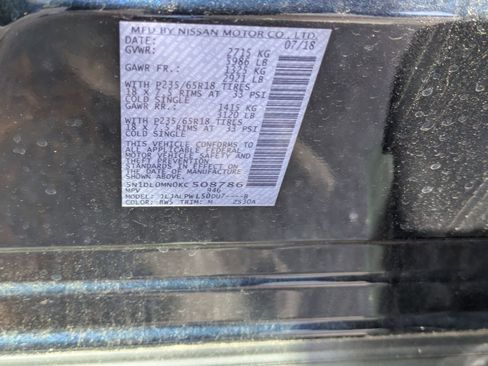 MFD BY NISSAN MOTOR CO., LTD.
DATE: 07/18
GVWR: 2715 KG
5986 LB
GAWR FR.: 1325 KG
2921 LB
WITH P235/65R18 TIRES
18 X 7.5 RIMS AT 33 PSI
COLD SINGLE
GAWR RR.: 1415 KG
3120 LB
WITH P235/65R18 TIRES
18 X 7.5 RIMS AT 33 PSI
COLD SINGLE
THIS VEHICLE CONFORMS TO
ALL APPLICABLE FEDERAL
MOTOR VEHICLE SAFETY AND
THEFT PREVENTION
STANDARDS IN EFFECT ON
THE DATE OF MANUFACTURE
SHOWN ABOVE.
5N1DL0MN0KC508786
MPV 946
MODEL:
COLOR: TRIM: